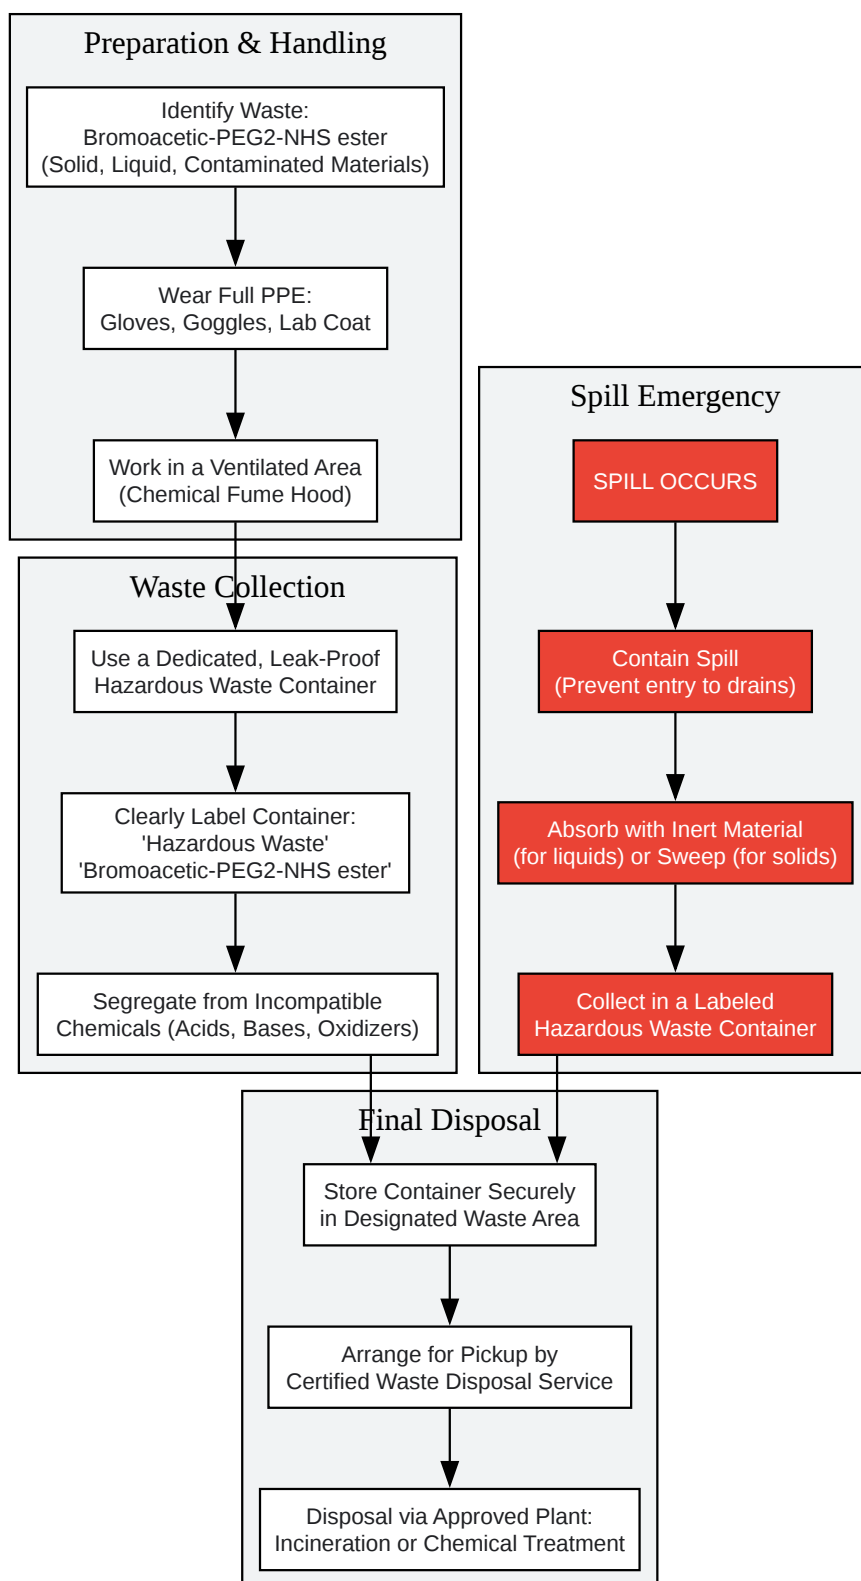 Preparation & Handling
Identify Waste:
Bromoacetic-PEG2-NHS ester
(Solid, Liquid, Contaminated Materials)
Wear Full PPE:
Gloves, Goggles, Lab Coat
Work in a Ventilated Area
(Chemical Fume Hood)
Waste Collection
Use a Dedicated, Leak-Proof
Hazardous Waste Container
Clearly Label Container:
'Hazardous Waste'
'Bromoacetic-PEG2-NHS ester'
Segregate from Incompatible
Chemicals (Acids, Bases, Oxidizers)
Spill Emergency
SPILL OCCURS
Contain Spill
(Prevent entry to drains)
Absorb with Inert Material
(for liquids) or Sweep (for solids)
Collect in a Labeled
Hazardous Waste Container
Final Disposal
Store Container Securely
in Designated Waste Area
Arrange for Pickup by
Certified Waste Disposal Service
Disposal via Approved Plant:
Incineration or Chemical Treatment